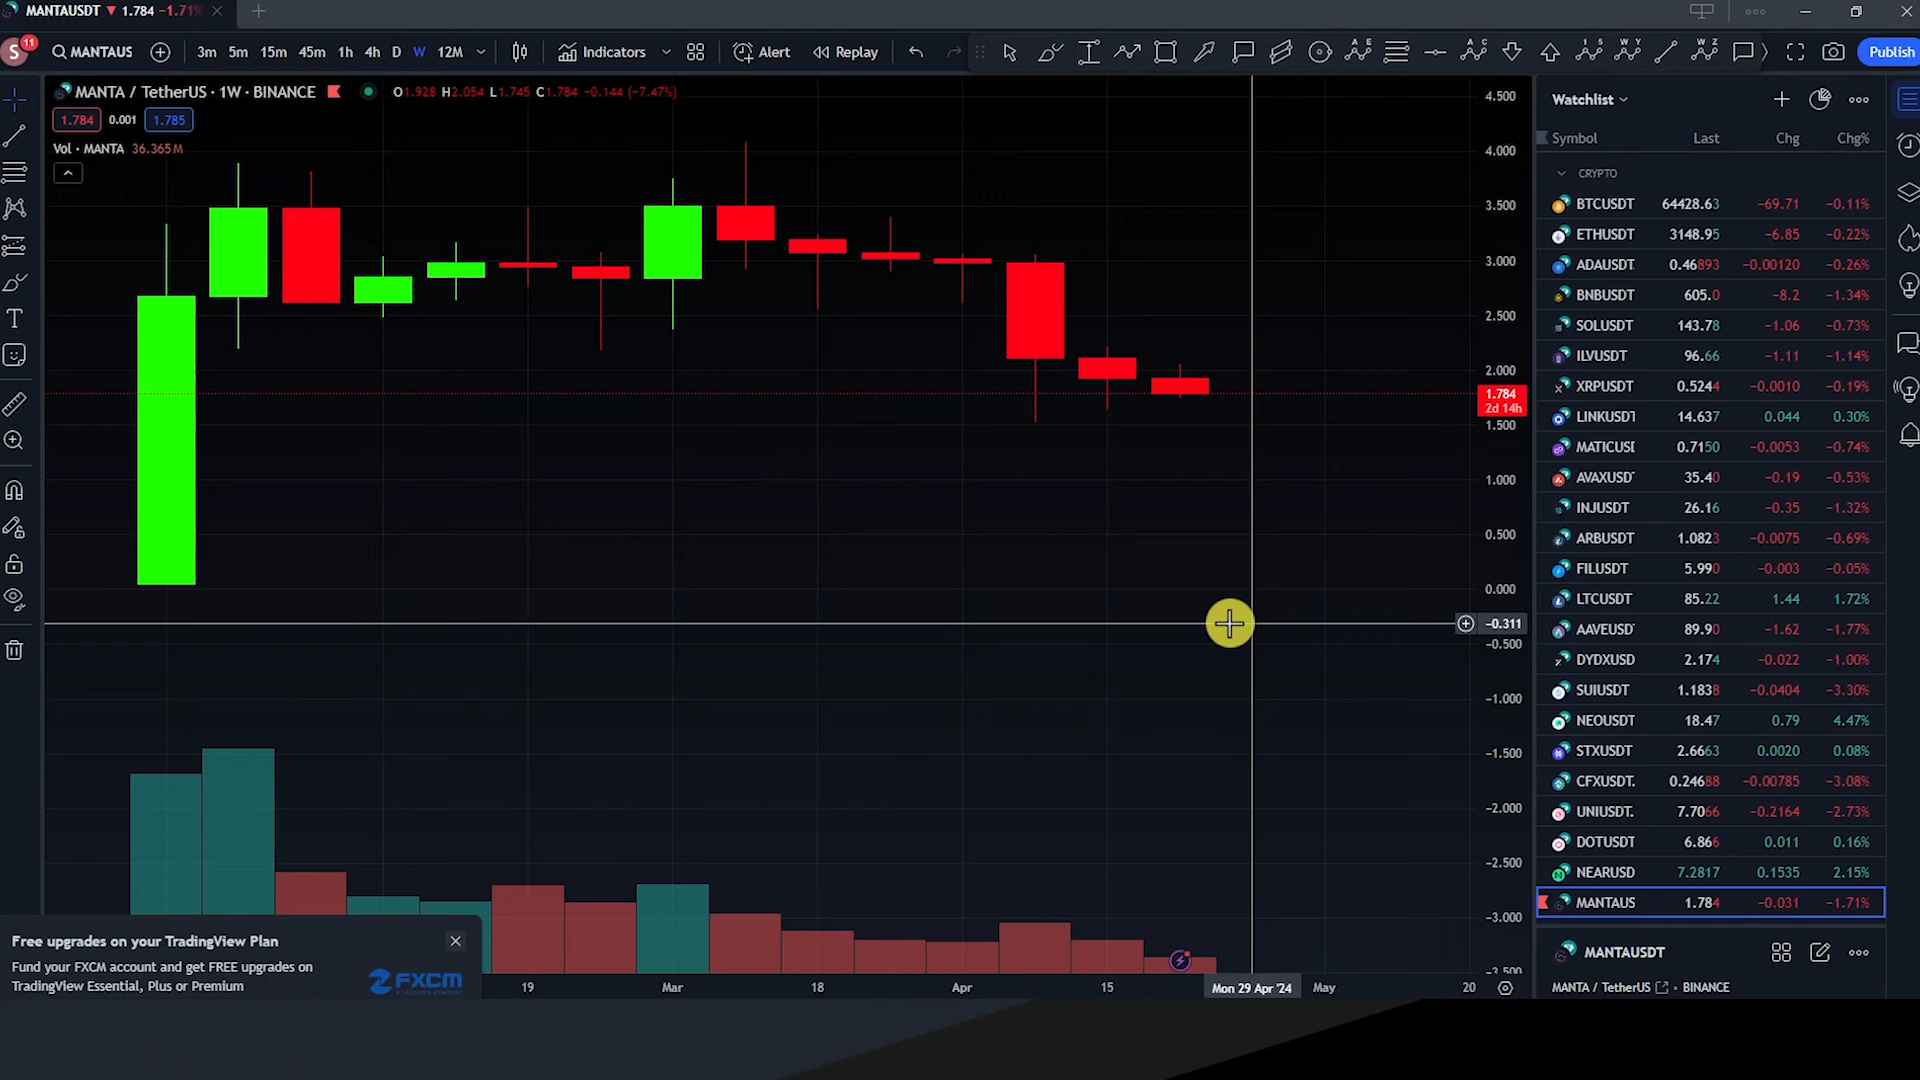 MANTAUSDT ▼ 1.784 −1.71%
S 11 MANTAUS 3m 5m 15m 45m 1h 4h D W 12M Indicators Alert Replay Publish
MANTA / TetherUS · 1W · BINANCE O1.928 H2.054 L1.745 C1.784 −0.144 (−7.47%)
1.784 0.001 1.785
Vol · MANTA 36.365M
4.500
4.000
3.500
3.000
2.500
2.000
1.784
2d 14h
1.500
1.000
0.500
0.000
−0.311
−0.500
−1.000
−1.500
−2.000
−2.500
−3.000
−3.500
19 Mar 18 Apr 15 Mon 29 Apr '24 May 20
Free upgrades on your TradingView Plan
Fund your FXCM account and get FREE upgrades on
TradingView Essential, Plus or Premium
FXCM
Watchlist
Symbol Last Chg Chg%
CRYPTO
BTCUSDT 64428.63 −69.71 −0.11%
ETHUSDT 3148.95 −6.85 −0.22%
ADAUSDT 0.46893 −0.00120 −0.26%
BNBUSDT 605.0 −8.2 −1.34%
SOLUSDT 143.78 −1.06 −0.73%
ILVUSDT 96.66 −1.11 −1.14%
XRPUSDT 0.5244 −0.0010 −0.19%
LINKUSDT 14.637 0.044 0.30%
MATICUSD 0.7150 −0.0053 −0.74%
AVAXUSDT 35.40 −0.19 −0.53%
INJUSDT 26.16 −0.35 −1.32%
ARBUSDT 1.0823 −0.0075 −0.69%
FILUSDT 5.990 −0.003 −0.05%
LTCUSDT 85.22 1.44 1.72%
AAVEUSD 89.90 −1.62 −1.77%
DYDXUSD 2.174 −0.022 −1.00%
SUIUSDT 1.1838 −0.0404 −3.30%
NEOUSDT 18.47 0.79 4.47%
STXUSDT 2.6663 0.0020 0.08%
CFXUSDT. 0.24688 −0.00785 −3.08%
UNIUSDT. 7.7066 −0.2164 −2.73%
DOTUSDT 6.866 0.011 0.16%
NEARUSD 7.2817 0.1535 2.15%
MANTAUS 1.784 −0.031 −1.71%
MANTAUSDT
MANTA / TetherUS · BINANCE